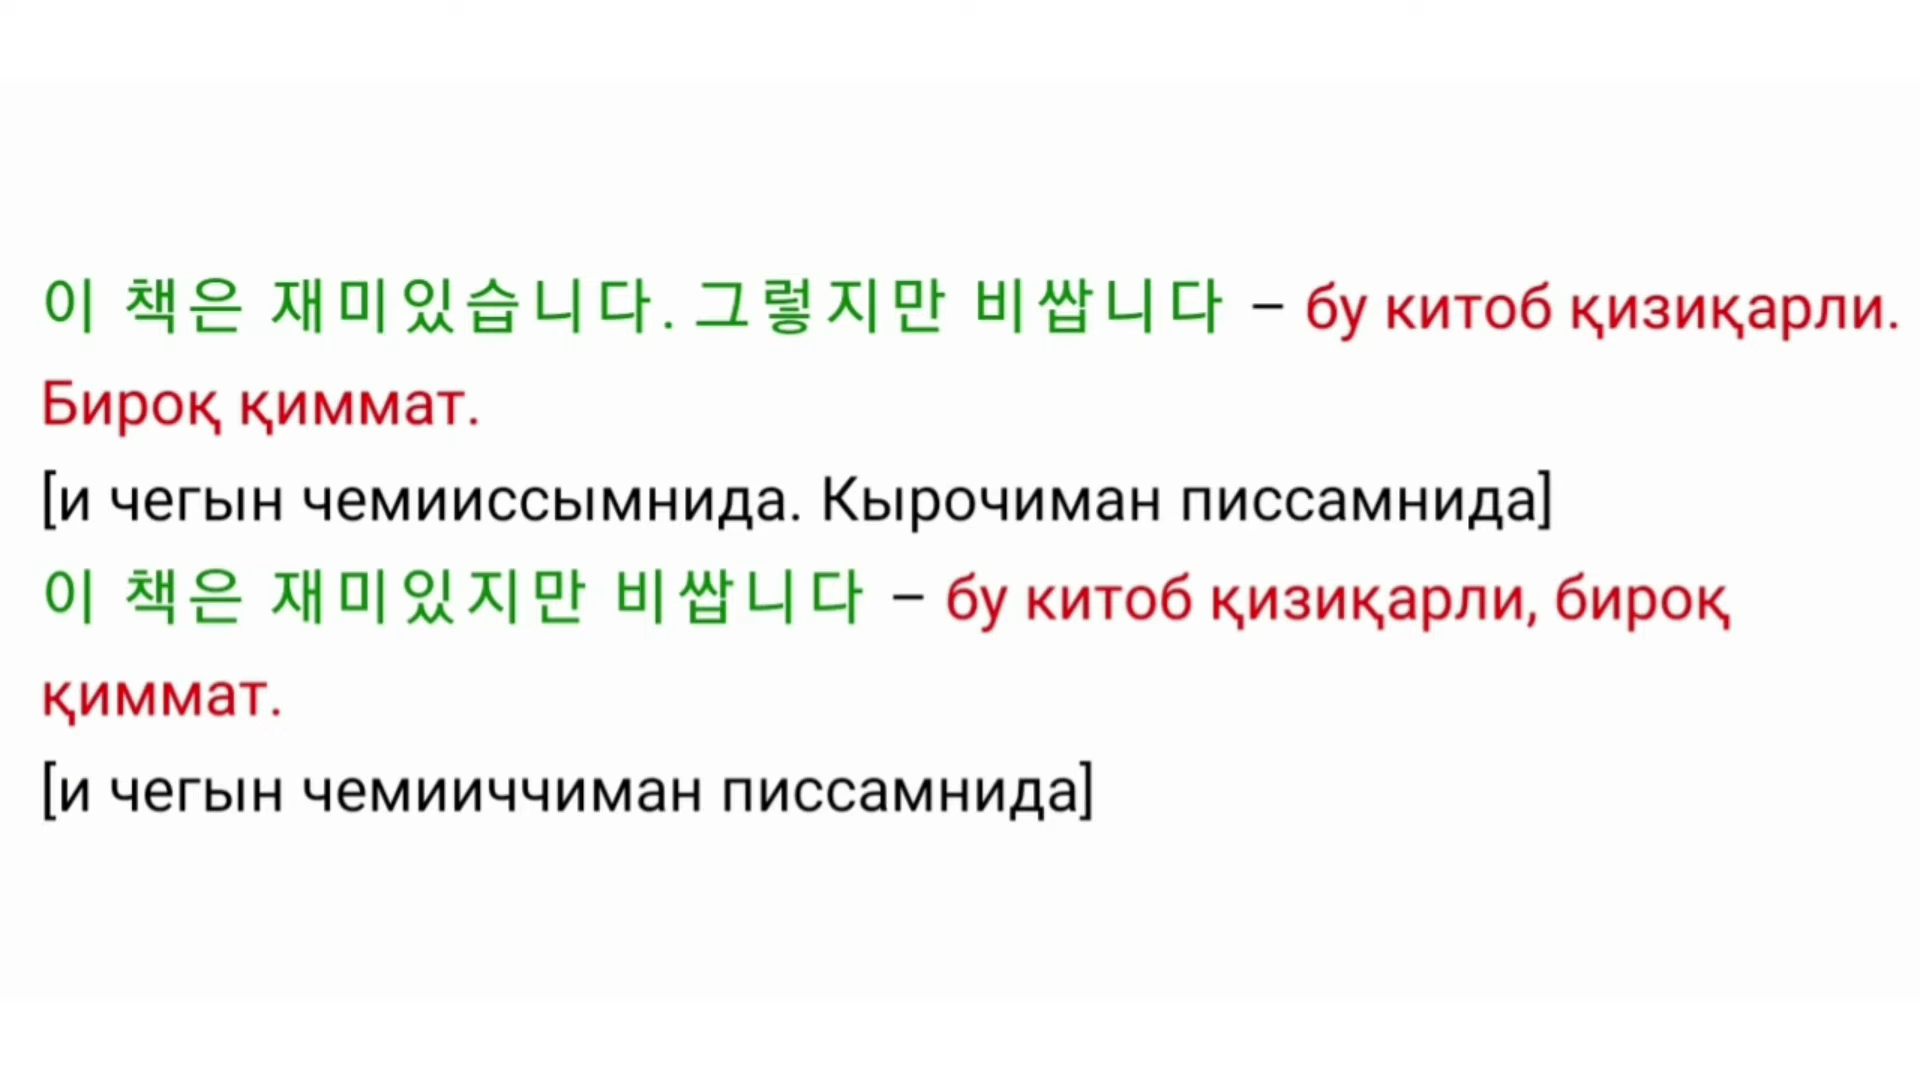 이 책은 재미있습니다. 그렇지만 비쌉니다 – бу китоб қизиқарли.
Бироқ қиммат.
[и чегын чемииссымнида. Кырочиман писсамнида]
이 책은 재미있지만 비쌉니다 – бу китоб қизиқарли, бироқ
қиммат.
[и чегын чемииччиман писсамнида]